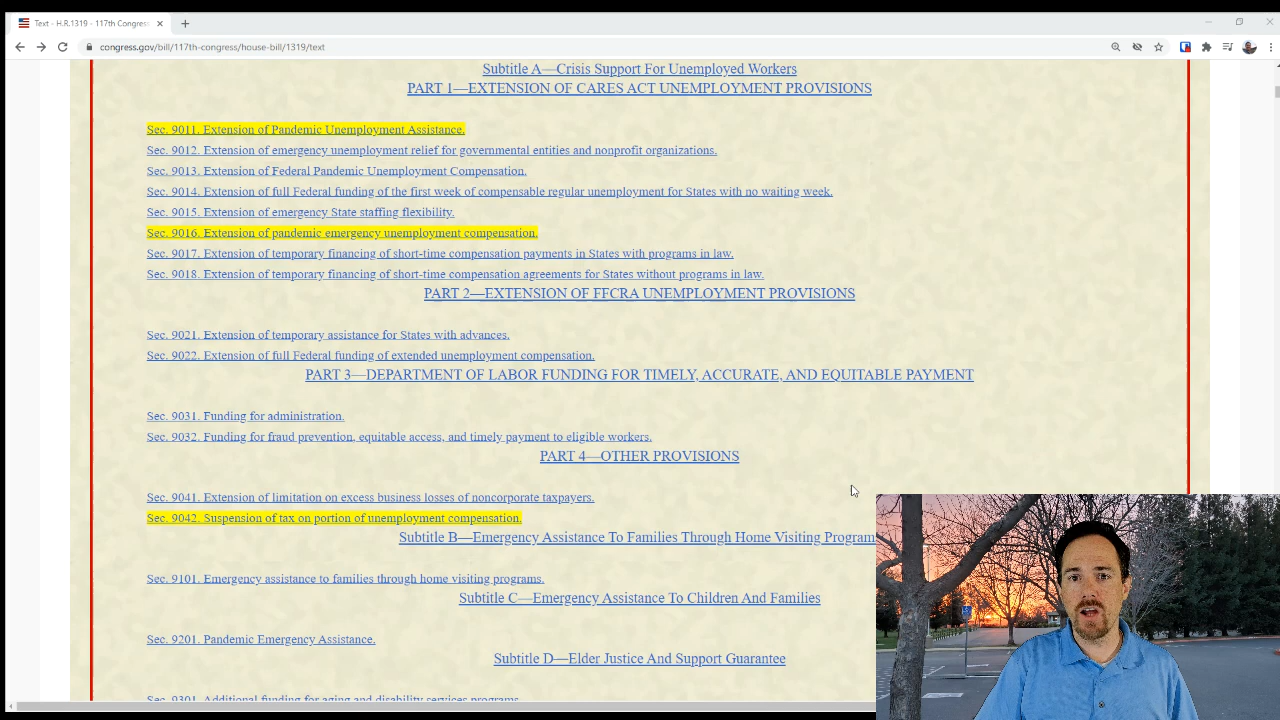 Text - H.R.1319 - 117th Congres
congress.gov/bill/117th-congress/house-bill/1319/text
Subtitle A—Crisis Support For Unemployed Workers
PART 1—EXTENSION OF CARES ACT UNEMPLOYMENT PROVISIONS
Sec. 9011. Extension of Pandemic Unemployment Assistance.
Sec. 9012. Extension of emergency unemployment relief for governmental entities and nonprofit organizations.
Sec. 9013. Extension of Federal Pandemic Unemployment Compensation.
Sec. 9014. Extension of full Federal funding of the first week of compensable regular unemployment for States with no waiting week.
Sec. 9015. Extension of emergency State staffing flexibility.
Sec. 9016. Extension of pandemic emergency unemployment compensation.
Sec. 9017. Extension of temporary financing of short-time compensation payments in States with programs in law.
Sec. 9018. Extension of temporary financing of short-time compensation agreements for States without programs in law.
PART 2—EXTENSION OF FFCRA UNEMPLOYMENT PROVISIONS
Sec. 9021. Extension of temporary assistance for States with advances.
Sec. 9022. Extension of full Federal funding of extended unemployment compensation.
PART 3—DEPARTMENT OF LABOR FUNDING FOR TIMELY, ACCURATE, AND EQUITABLE PAYMENT
Sec. 9031. Funding for administration.
Sec. 9032. Funding for fraud prevention, equitable access, and timely payment to eligible workers.
PART 4—OTHER PROVISIONS
Sec. 9041. Extension of limitation on excess business losses of noncorporate taxpayers.
Sec. 9042. Suspension of tax on portion of unemployment compensation.
Subtitle B—Emergency Assistance To Families Through Home Visiting Program
Sec. 9101. Emergency assistance to families through home visiting programs.
Subtitle C—Emergency Assistance To Children And Families
Sec. 9201. Pandemic Emergency Assistance.
Subtitle D—Elder Justice And Support Guarantee
Sec. 9301. Additional funding for aging and disability services programs.